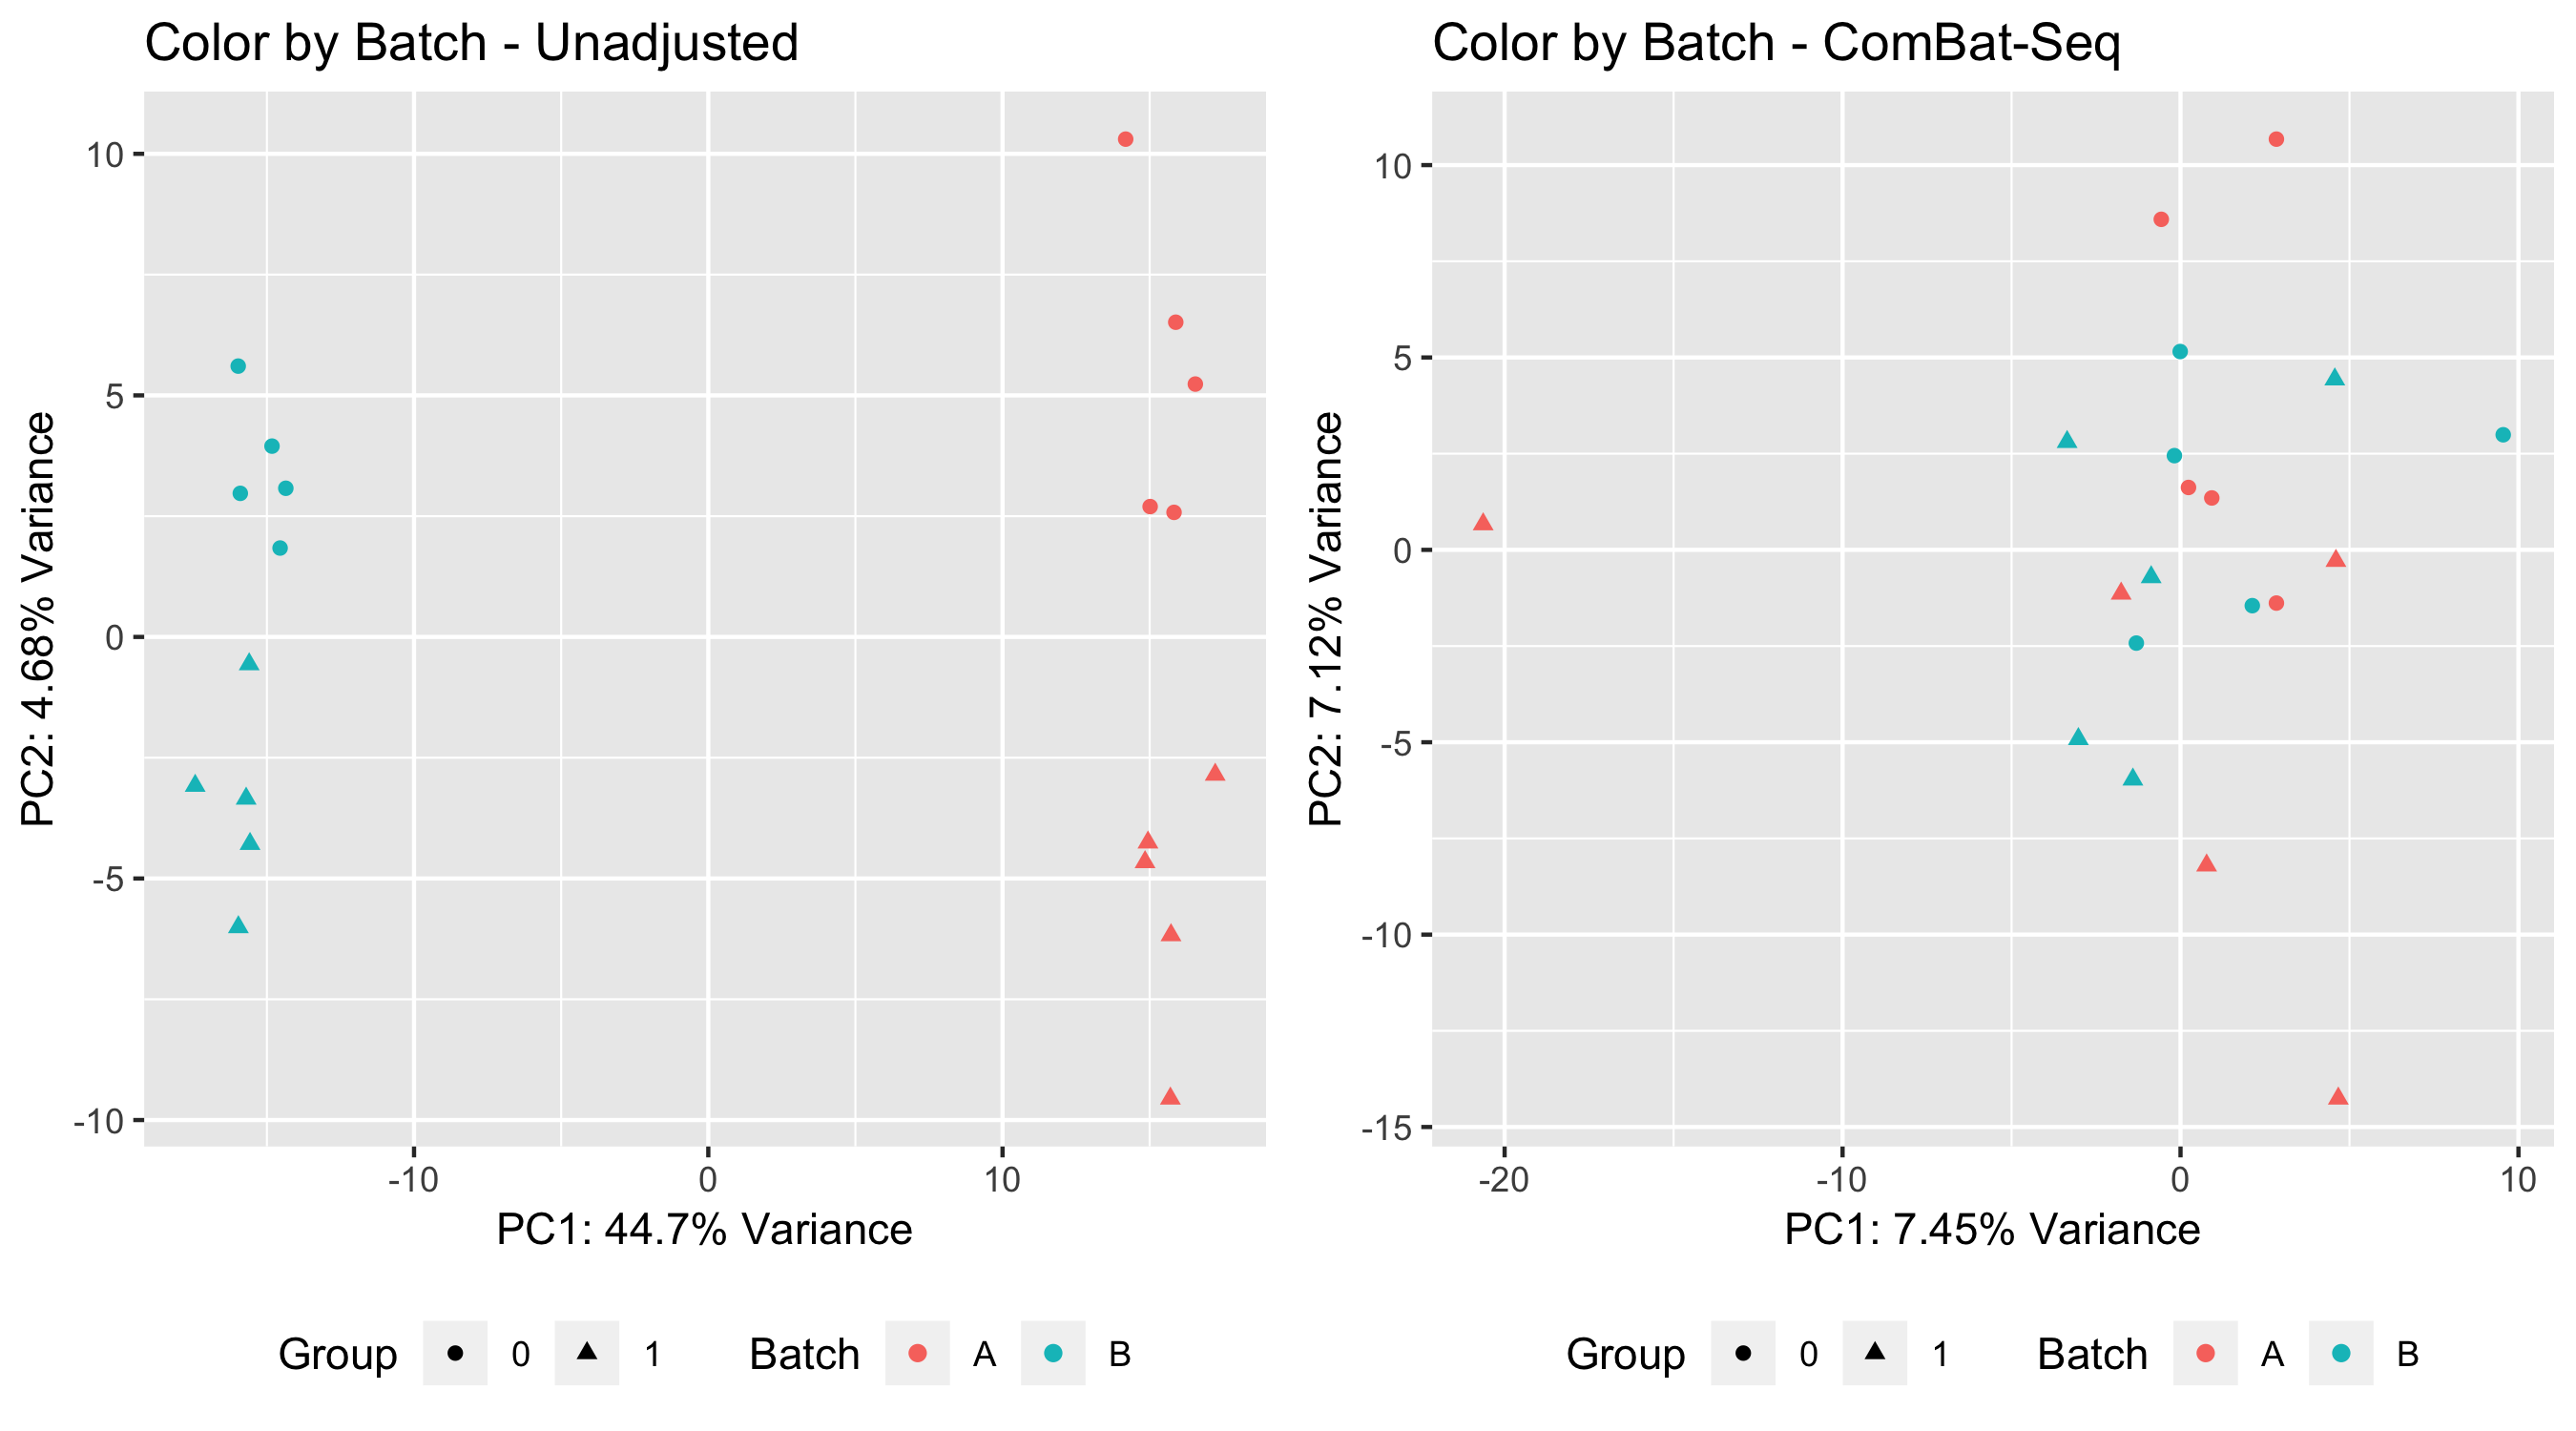 Color by Batch - Unadjusted
10
5
0
-5
-10
PC2: 4.68% Variance
-10 0 10
PC1: 44.7% Variance
Group 0 1 Batch A B
Color by Batch - ComBat-Seq
10
5
0
-5
-10
-15
PC2: 7.12% Variance
-20 -10 0 10
PC1: 7.45% Variance
Group 0 1 Batch A B